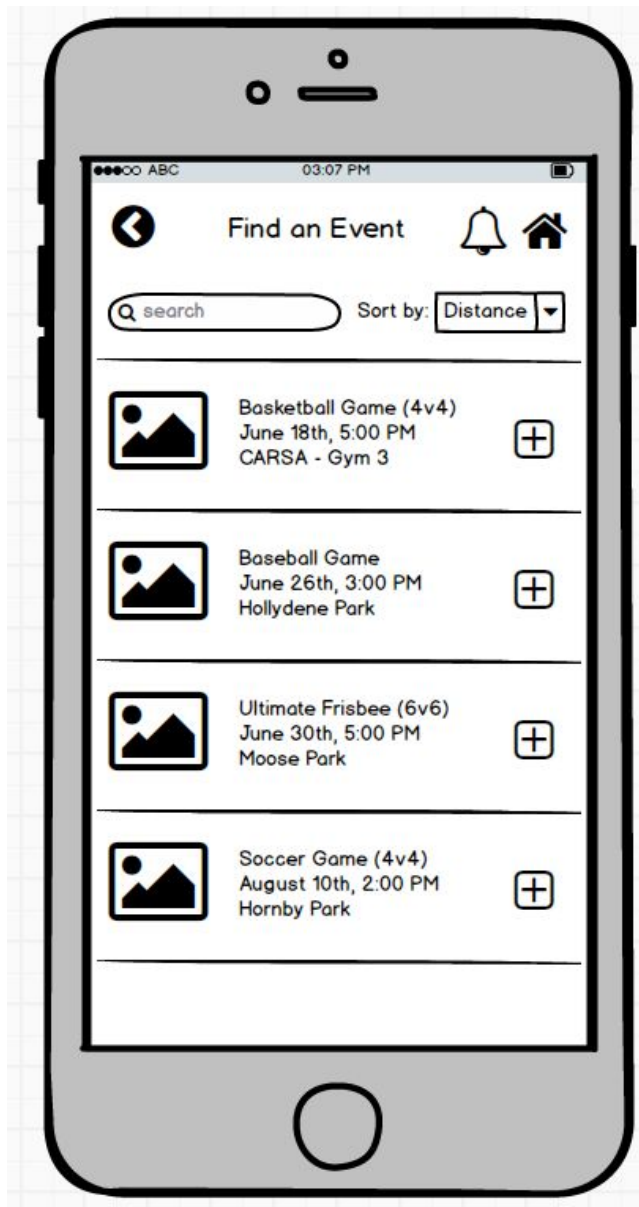 ABC 03:07 PM
Find an Event
search Sort by: Distance
Basketball Game (4v4)
June 18th, 5:00 PM
CARSA - Gym 3
Baseball Game
June 26th, 3:00 PM
Hollydene Park
Ultimate Frisbee (6v6)
June 30th, 5:00 PM
Moose Park
Soccer Game (4v4)
August 10th, 2:00 PM
Hornby Park